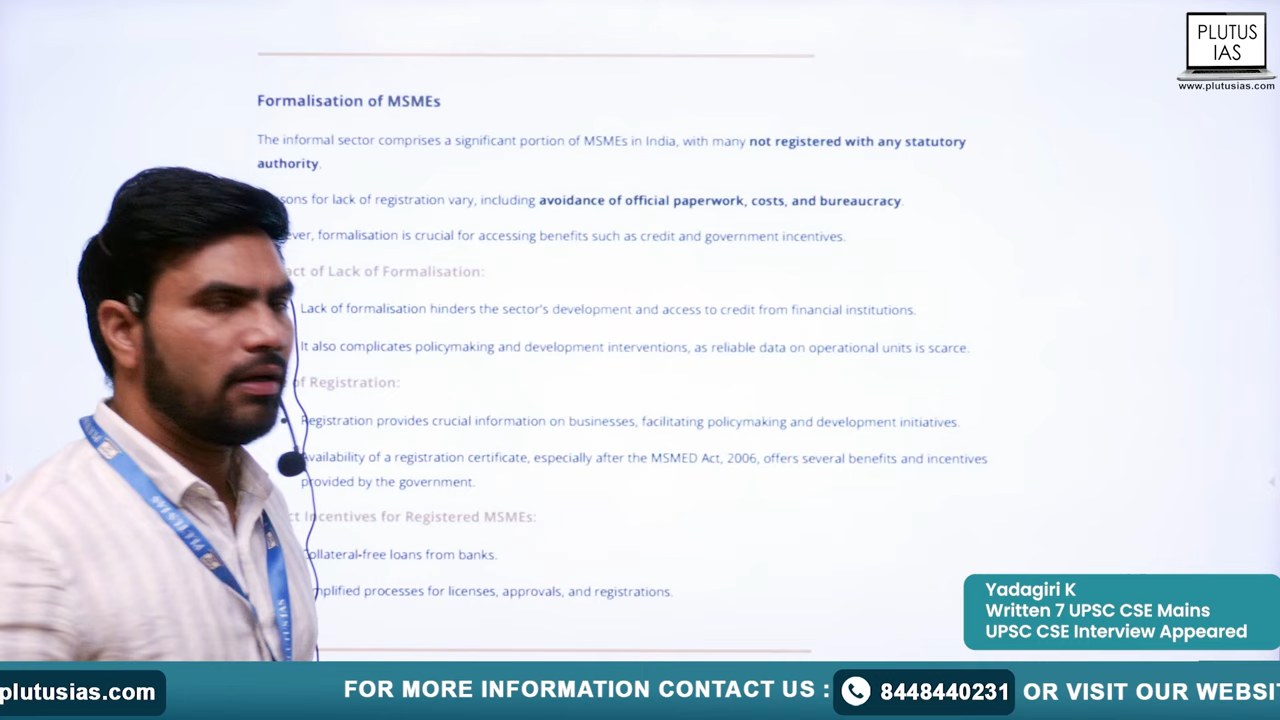 PLUTUS
IAS
www.plutusias.com
Formalisation of MSMEs
The informal sector comprises a significant portion of MSMEs in India, with many not registered with any statutory
authority.
sons for lack of registration vary, including avoidance of official paperwork, costs, and bureaucracy.
ever, formalisation is crucial for accessing benefits such as credit and government incentives.
act of Lack of Formalisation:
Lack of formalisation hinders the sector's development and access to credit from financial institutions.
It also complicates policymaking and development interventions, as reliable data on operational units is scarce.
of Registration:
• Registration provides crucial information on businesses, facilitating policymaking and development initiatives.
Availability of a registration certificate, especially after the MSMED Act, 2006, offers several benefits and incentives
provided by the government.
ct Incentives for Registered MSMEs:
Collateral-free loans from banks.
mplified processes for licenses, approvals, and registrations.
Yadagiri K
Written 7 UPSC CSE Mains
UPSC CSE Interview Appeared
plutusias.com FOR MORE INFORMATION CONTACT US : 8448440231 OR VISIT OUR WEBSIT